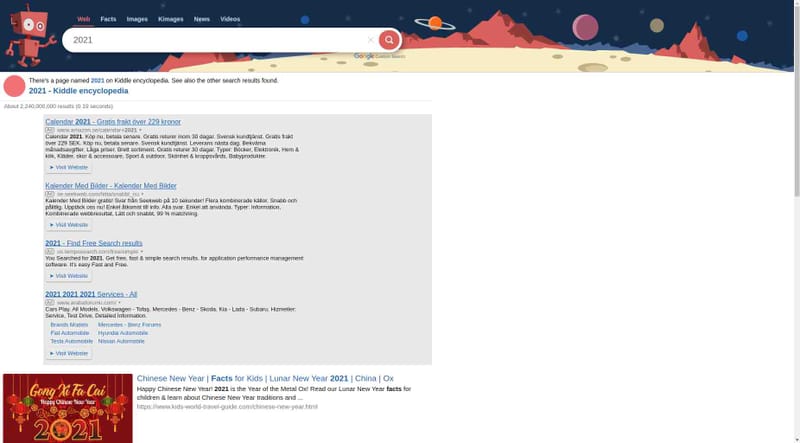 Web Facts Images Kimages News Videos
2021
Google Custom Search
There's a page named 2021 on Kiddle encyclopedia. See also the other search results found.
2021 - Kiddle encyclopedia
About 2,240,000,000 results (0.19 seconds)
Calendar 2021 - Gratis frakt över 229 kronor
Ad www.amazon.se/calendar+2021
Calendar 2021. Köp nu, betala senare. Gratis returer inom 30 dagar. Svensk kundtjänst. Gratis frakt
över 229 SEK. Köp nu, betala senare. Svensk kundtjänst. Leverans nästa dag. Bekväma
månadsavgifter. Låga priser. Brett sortiment. Gratis returer 30 dagar. Typer: Böcker, Elektronik, Hem &
kök, Kläder, skor & accessoare, Sport & outdoor, Skönhet & kroppsvård, Babyprodukter.
➤ Visit Website
Kalender Med Bilder - Kalender Med Bilder
Ad se.seekweb.com/hitta/snabbt_nu
Kalender Med Bilder gratis! Svar från Seekweb på 10 sekunder! Flera kombinerade källor. Snabb och
pålitlig. Upptäck oss nu! Enkel åtkomst till info. Alla svar. Enkel att använda. Typer: Information,
Kombinerade webbresultat, Lätt och snabbt, 99 % matchning.
➤ Visit Website
2021 - Find Free Search results
Ad us.temposearch.com/free/simple
You Searched for 2021. Get free, fast & simple search results. for application performance management
software. It's easy Fast and Free.
➤ Visit Website
2021 2021 2021 Services - All
Ad
Cars Play, All Models, Volkswagen - Tofaş, Mercedes - Benz - Skoda, Kia - Lada - Subaru. Hizmetler:
Service, Test Drive, Detailed Information.
Brands Models Mercedes - Benz Forums
Fiat Automobile Hyundai Automobile
Tesla Automobile Nissan Automobile
➤ Visit Website
Chinese New Year | Facts for Kids | Lunar New Year 2021 | China | Ox
Happy Chinese New Year! 2021 is the Year of the Metal Ox! Read our Lunar New Year facts for
children & learn about Chinese New Year traditions and ...
https://www.kids-world-travel-guide.com/chinese-new-year.html
Gong Xi Fa Cai
Happy Chinese New Year
2021